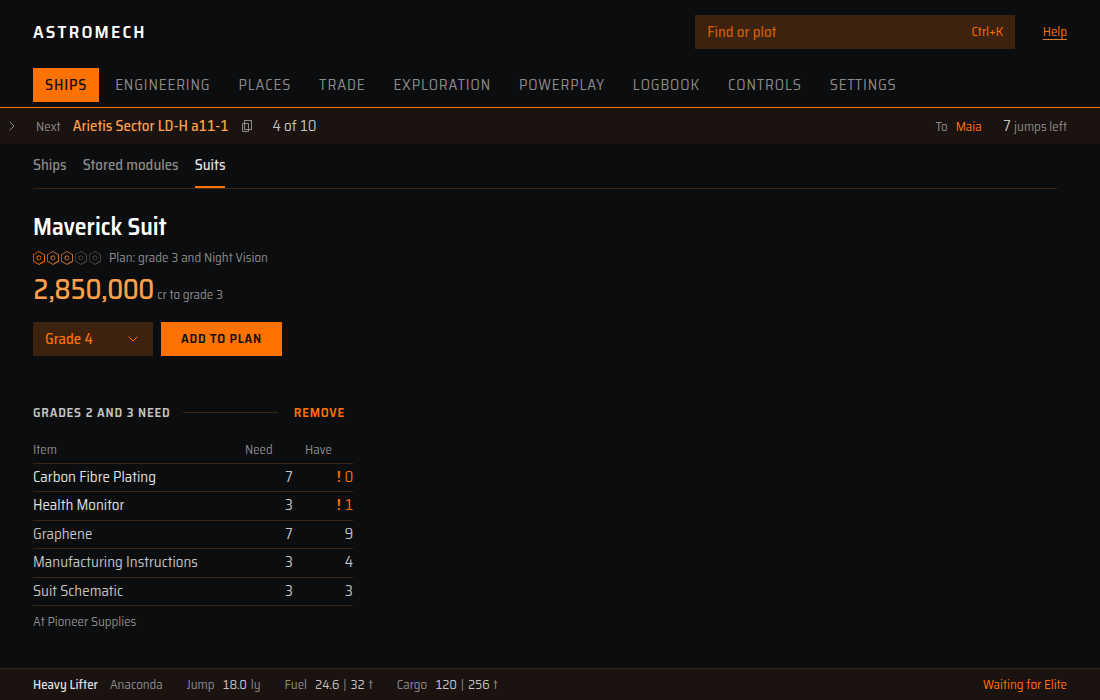 ASTROMECH
Find or plot Ctrl+K Help
SHIPS ENGINEERING PLACES TRADE EXPLORATION POWERPLAY LOGBOOK CONTROLS SETTINGS
Next Arietis Sector LD-H a11-1 4 of 10 To Maia 7 jumps left
Ships Stored modules Suits
Maverick Suit
Plan: grade 3 and Night Vision
2,850,000 cr to grade 3
Grade 4 ADD TO PLAN
GRADES 2 AND 3 NEED REMOVE
Item Need Have
Carbon Fibre Plating 7 ! 0
Health Monitor 3 ! 1
Graphene 7 9
Manufacturing Instructions 3 4
Suit Schematic 3 3
At Pioneer Supplies
Heavy Lifter Anaconda Jump 18.0 ly Fuel 24.6 | 32 t Cargo 120 | 256 t Waiting for Elite